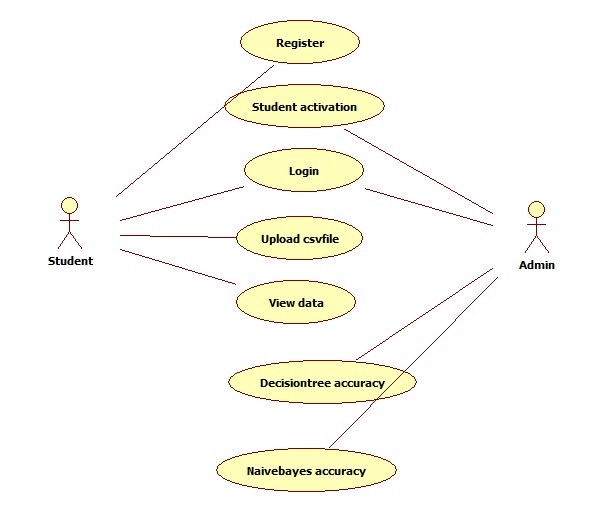 Register
Student activation
Login
Student
Upload csvfile
Admin
View data
Decisiontree accuracy
Naivebayes accuracy